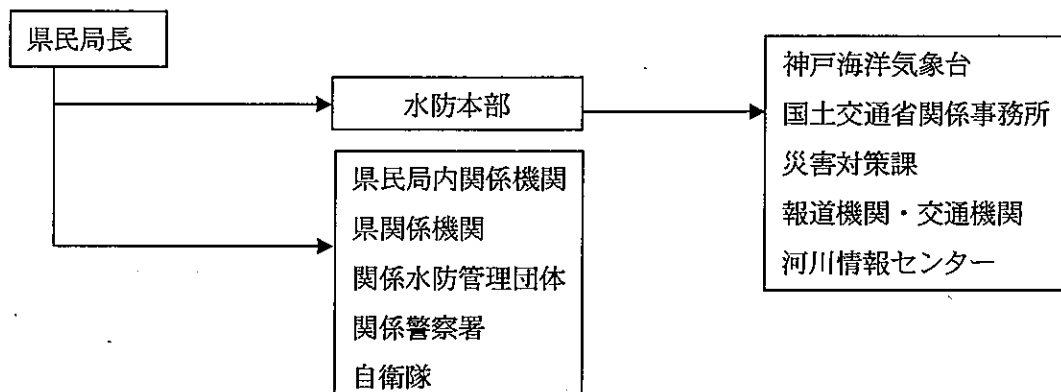 県民局長
水防本部
県民局内関係機関
県関係機関
関係水防管理団体
関係警察署
自衛隊
神戸海洋気象台
国土交通省関係事務所
災害対策課
報道機関・交通機関
河川情報センター